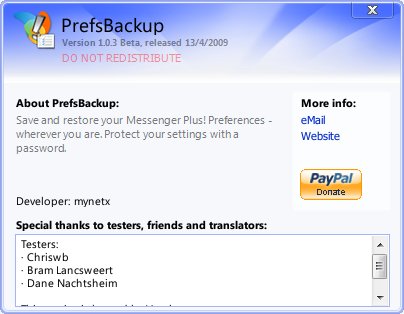 PrefsBackup
Version 1.0.3 Beta, released 13/4/2009
DO NOT REDISTRIBUTE
About PrefsBackup:
Save and restore your Messenger Plus! Preferences -
wherever you are. Protect your settings with a
password.
Developer: mynetx
More info:
eMail
Website
PayPal
Donate
Special thanks to testers, friends and translators:
Testers:
· Chriswb
· Bram Lancsweert
· Dane Nachtsheim